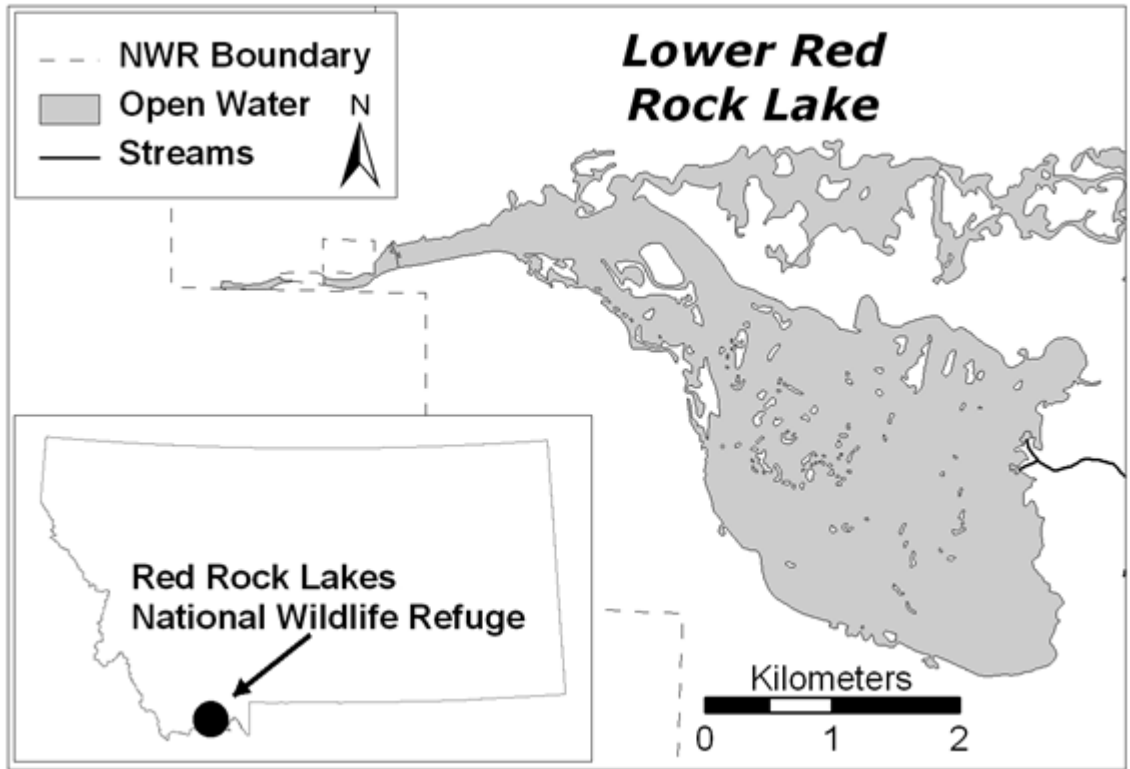 Lower Red
Rock Lake
NWR Boundary
Open Water
N
Streams
Red Rock Lakes
National Wildlife Refuge
Kilometers
0 1 2